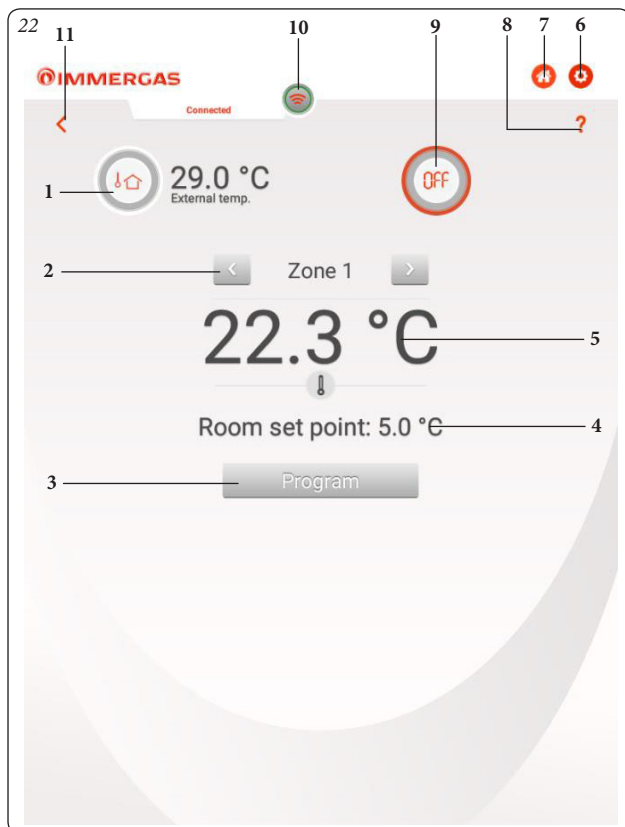 22
11
10
9
8
7
6
IMMERGAS
Connected
?
1
29.0 °C
External temp.
OFF
2
< Zone 1 >
22.3 °C
5
Room set point: 5.0 °C
4
3
Program